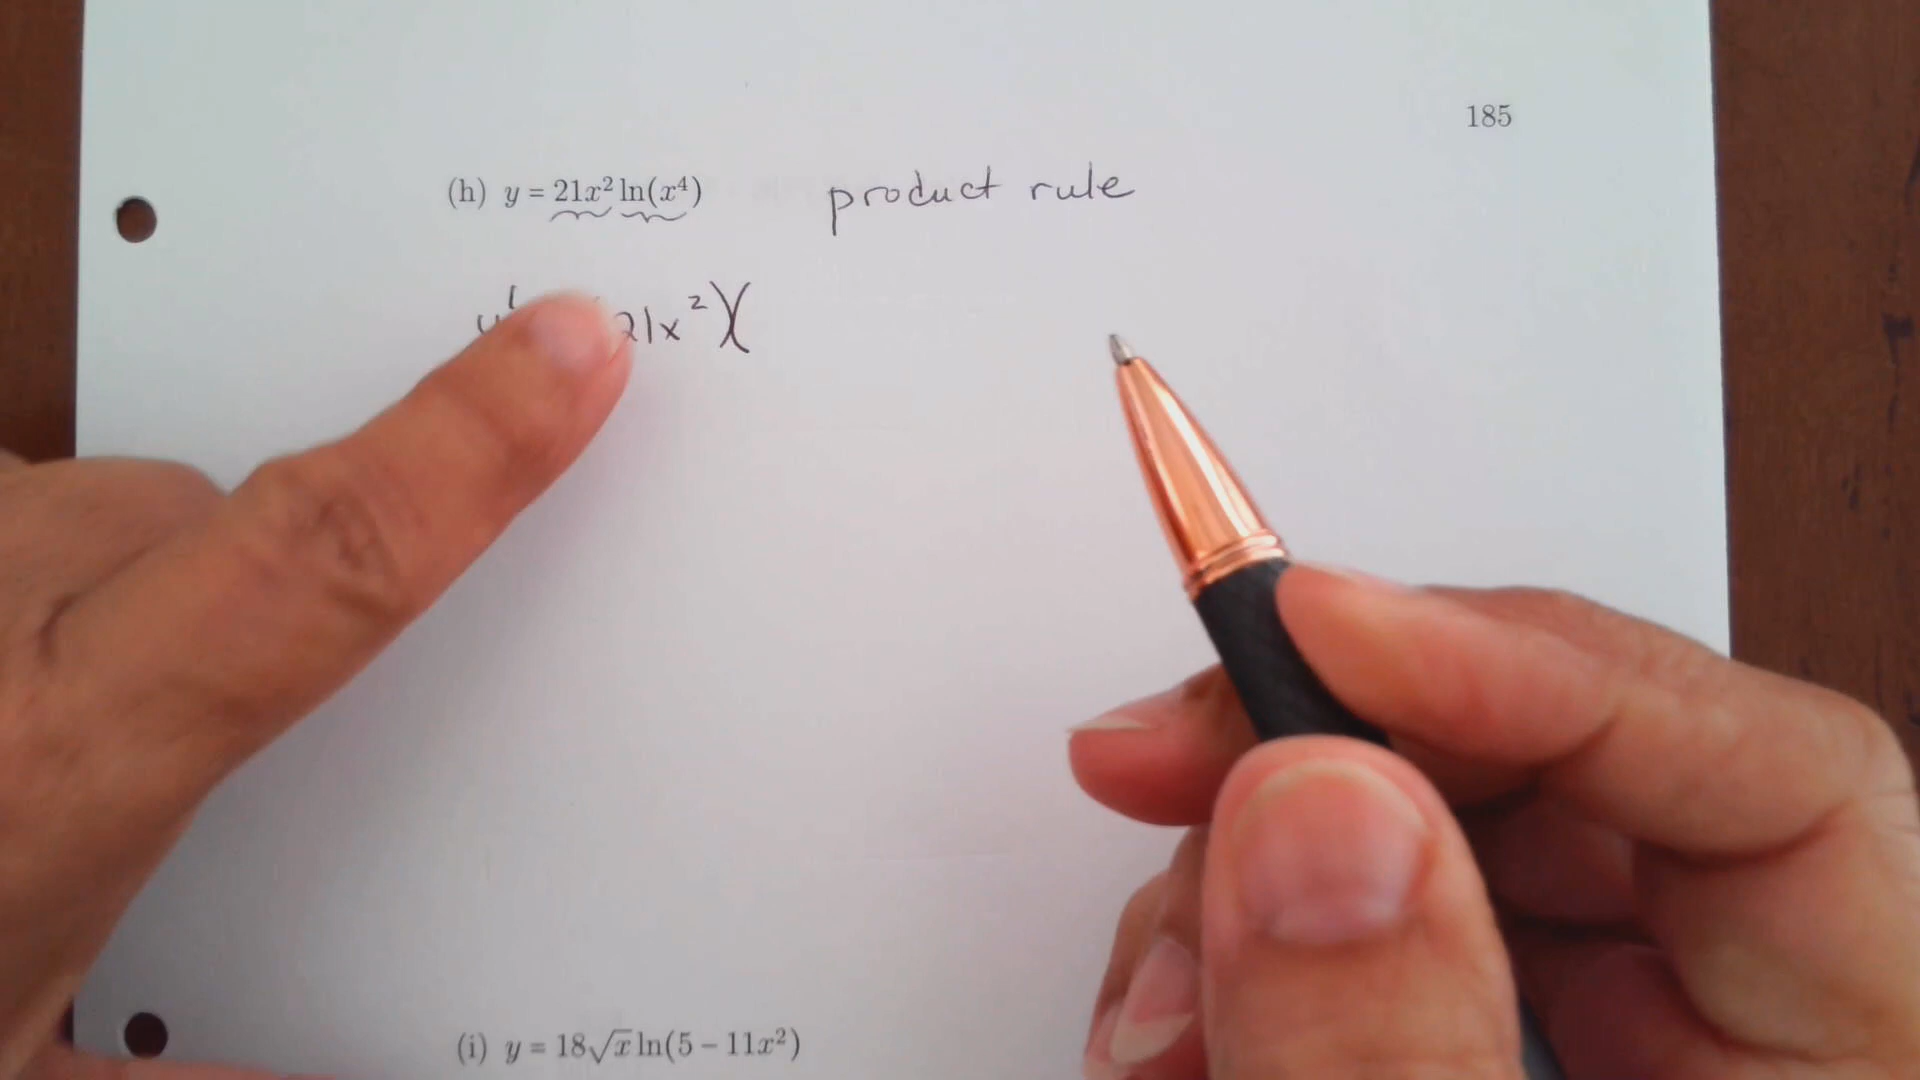 185
(h) y = 21x² ln(x⁴) product rule
y' 21x²)(
(i) y = 18√x ln(5 – 11x²)